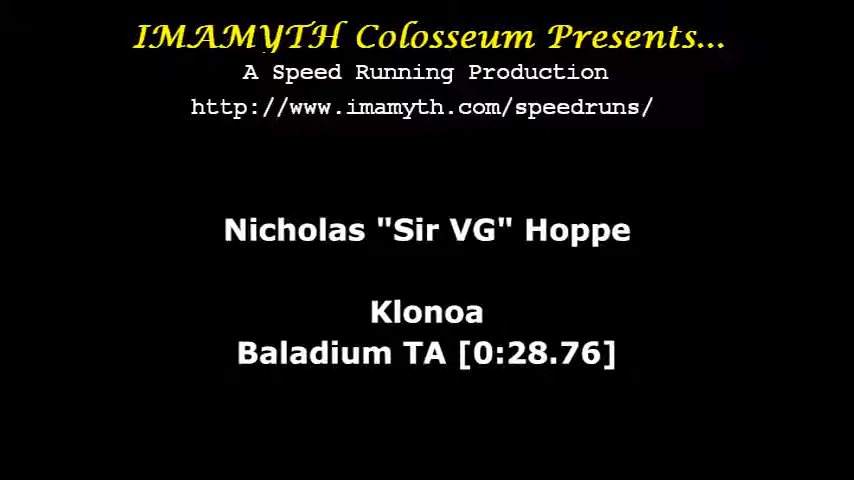 IMAMYTH Colosseum Presents...
A Speed Running Production
http://www.imamyth.com/speedruns/
Nicholas "Sir VG" Hoppe
Klonoa
Baladium TA [0:28.76]